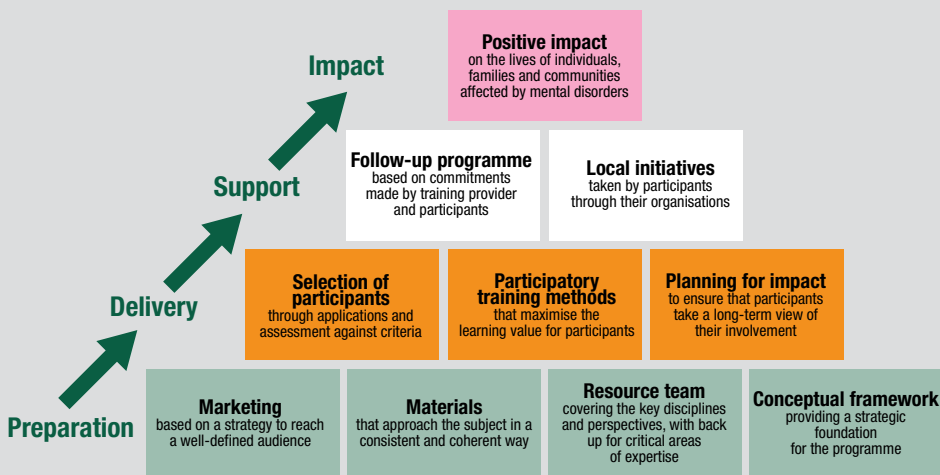 Impact
Positive impact
on the lives of individuals,
families and communities
affected by mental disorders
Support
Follow-up programme
based on commitments
made by training provider
and participants
Local initiatives
taken by participants
through their organisations
Delivery
Selection of
participants
through applications and
assessment against criteria
Participatory
training methods
that maximise the
learning value for participants
Planning for impact
to ensure that participants
take a long-term view of
their involvement
Preparation
Marketing
based on a strategy to reach
a well-defined audience
Materials
that approach the subject in a
consistent and coherent way
Resource team
covering the key disciplines
and perspectives, with back
up for critical areas
of expertise
Conceptual framework
providing a strategic
foundation
for the programme